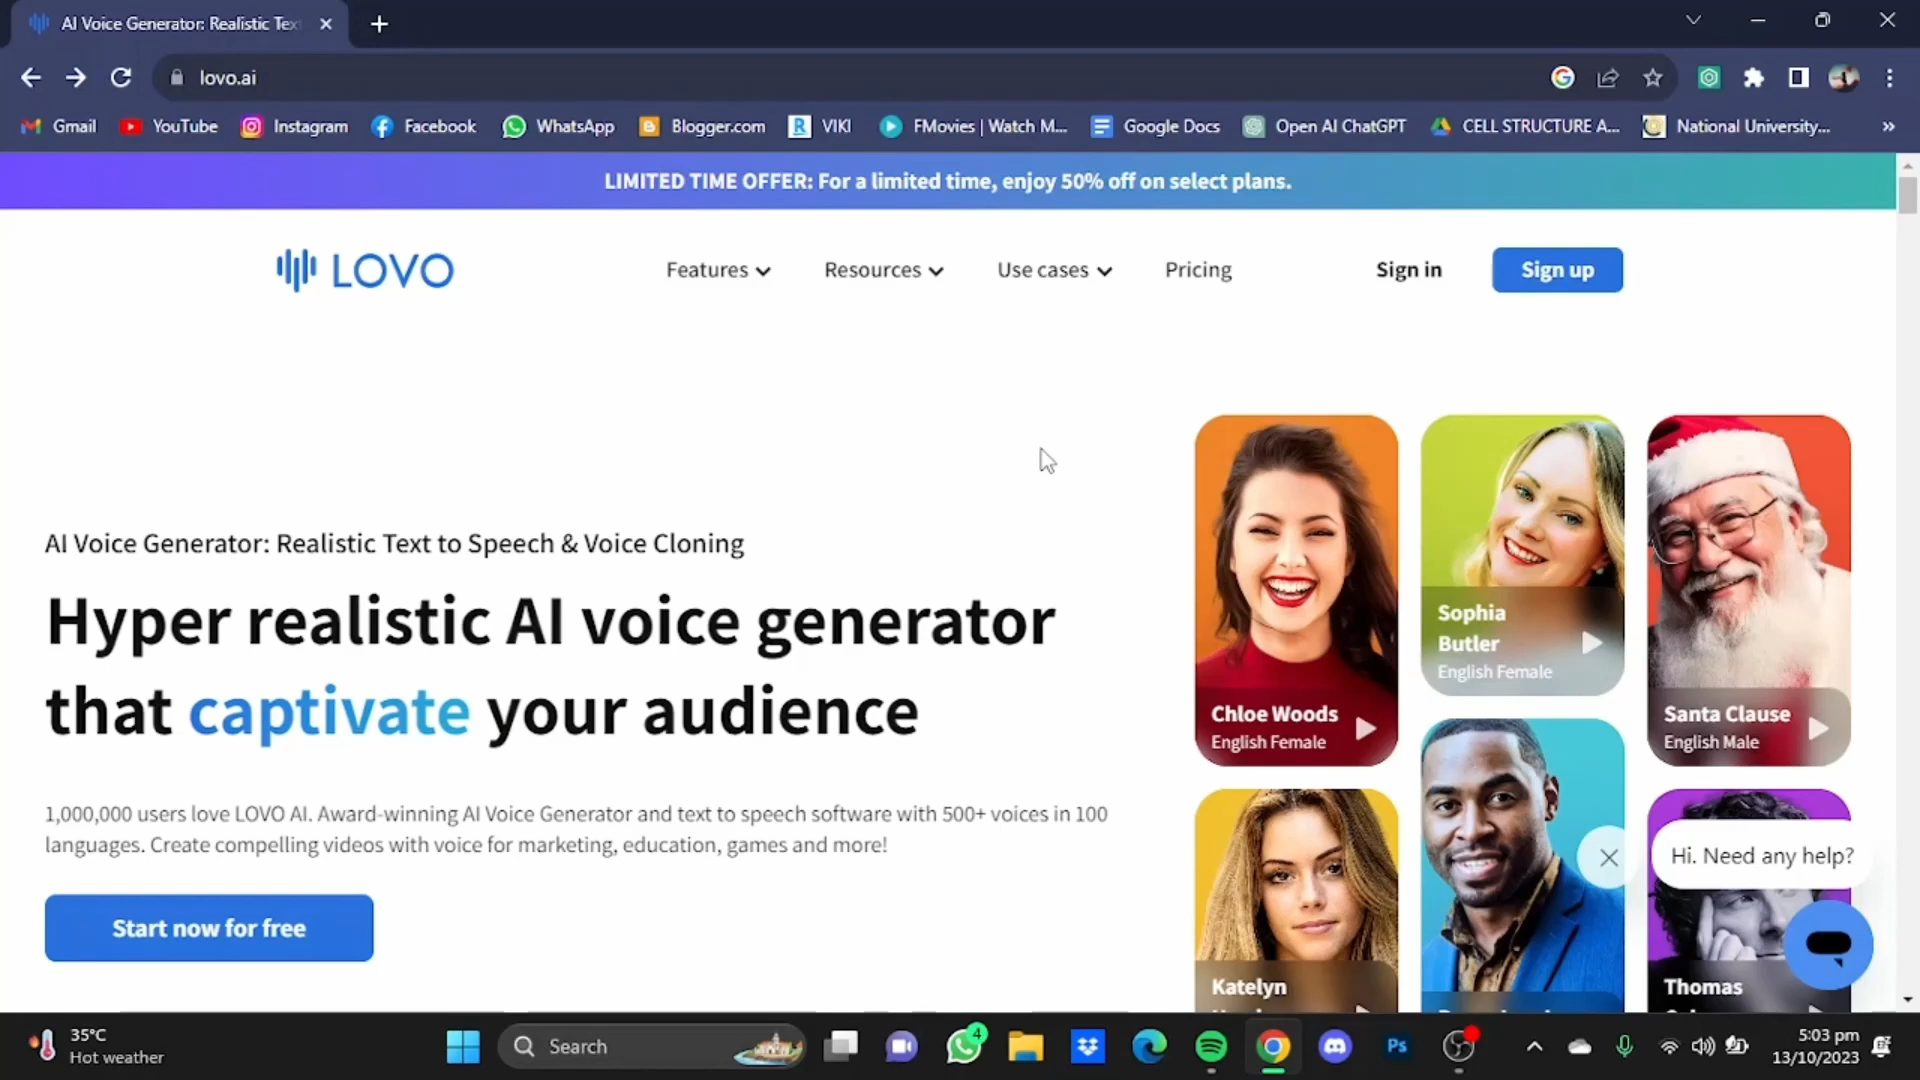 AI Voice Generator: Realistic Tex
lovo.ai
Gmail
YouTube
Instagram
Facebook
WhatsApp
Blogger.com
VIKI
FMovies | Watch M...
Google Docs
Open AI ChatGPT
CELL STRUCTURE A...
National University...
LIMITED TIME OFFER: For a limited time, enjoy 50% off on select plans.
LOVO
Features
Resources
Use cases
Pricing
Sign in
Sign up
AI Voice Generator: Realistic Text to Speech & Voice Cloning
Hyper realistic AI voice generator
that captivate your audience
1,000,000 users love LOVO AI. Award-winning AI Voice Generator and text to speech software with 500+ voices in 100
languages. Create compelling videos with voice for marketing, education, games and more!
Start now for free
Chloe Woods
English Female
Sophia
Butler
English Female
Santa Clause
English Male
Katelyn
Thomas
Hi. Need any help?
35°C
Hot weather
Search
4
Ps
5:03 pm
13/10/2023